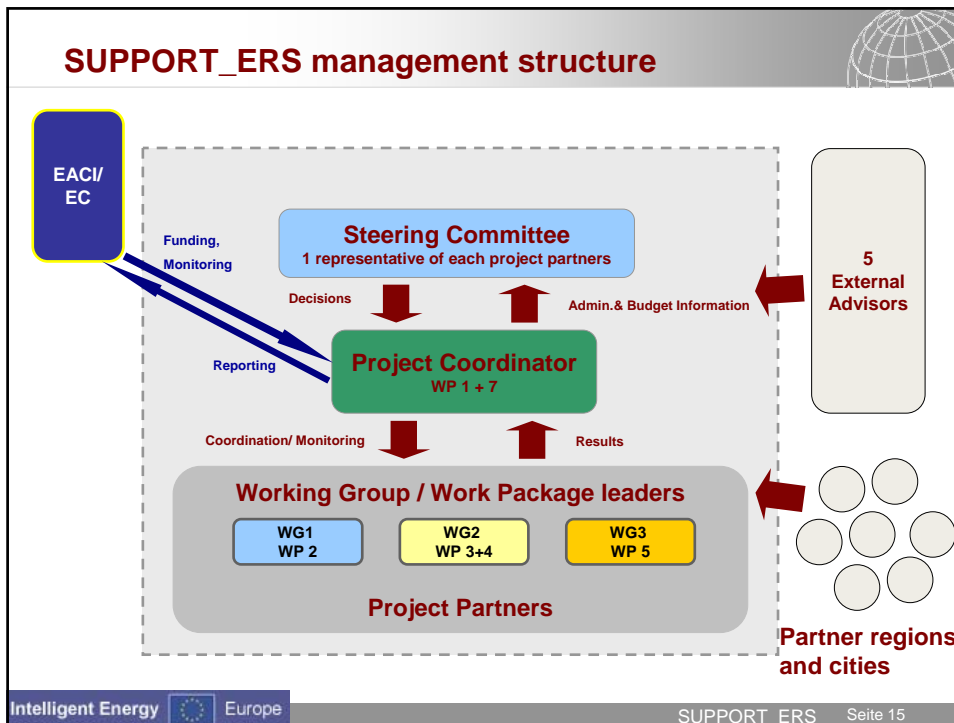 SUPPORT_ERS management structure
EACI/
EC
Funding,
Monitoring
Reporting
Steering Committee
1 representative of each project partners
Decisions
Admin.& Budget Information
Project Coordinator
WP 1 + 7
Coordination/ Monitoring
Results
Working Group / Work Package leaders
WG1
WP 2
WG2
WP 3+4
WG3
WP 5
Project Partners
5
External
Advisors
Partner regions
and cities
Intelligent Energy Europe
SUPPORT_ERS Seite 15